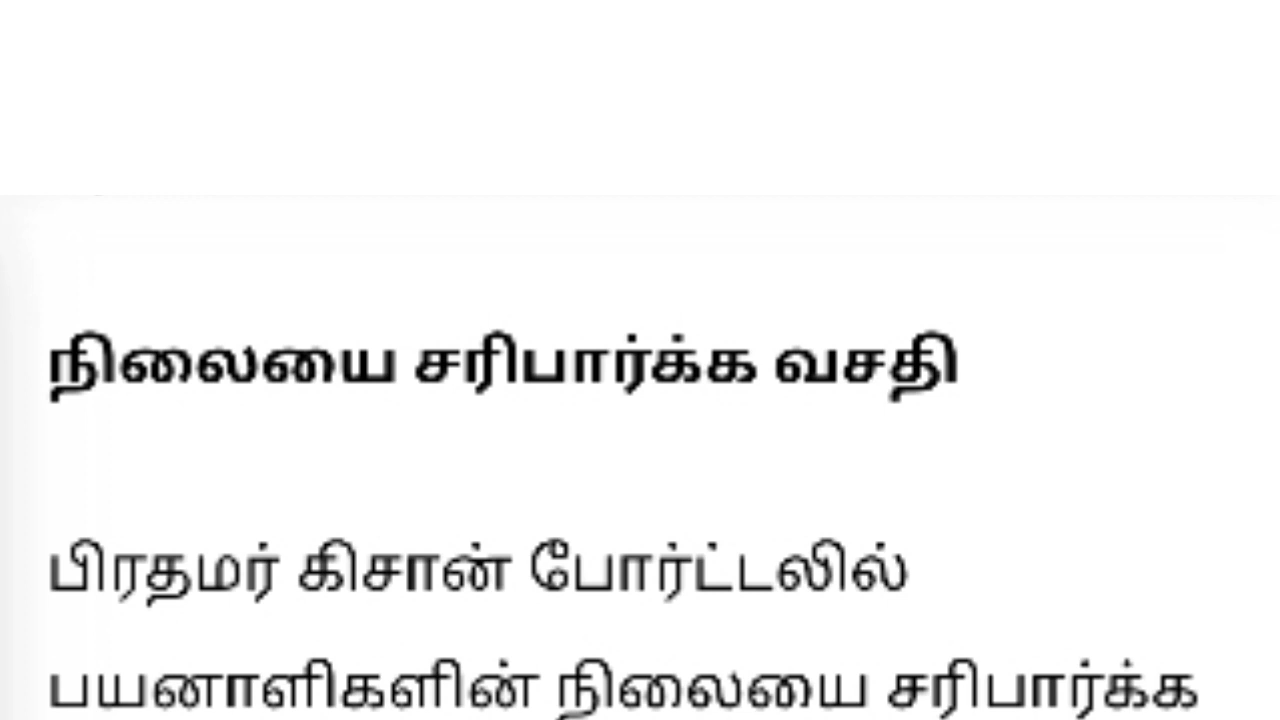 நிலையை சரிபார்க்க வசதி
பிரதமர் கிசான் போர்ட்டலில்
பயனாளிகளின் நிலையை சரிபார்க்க